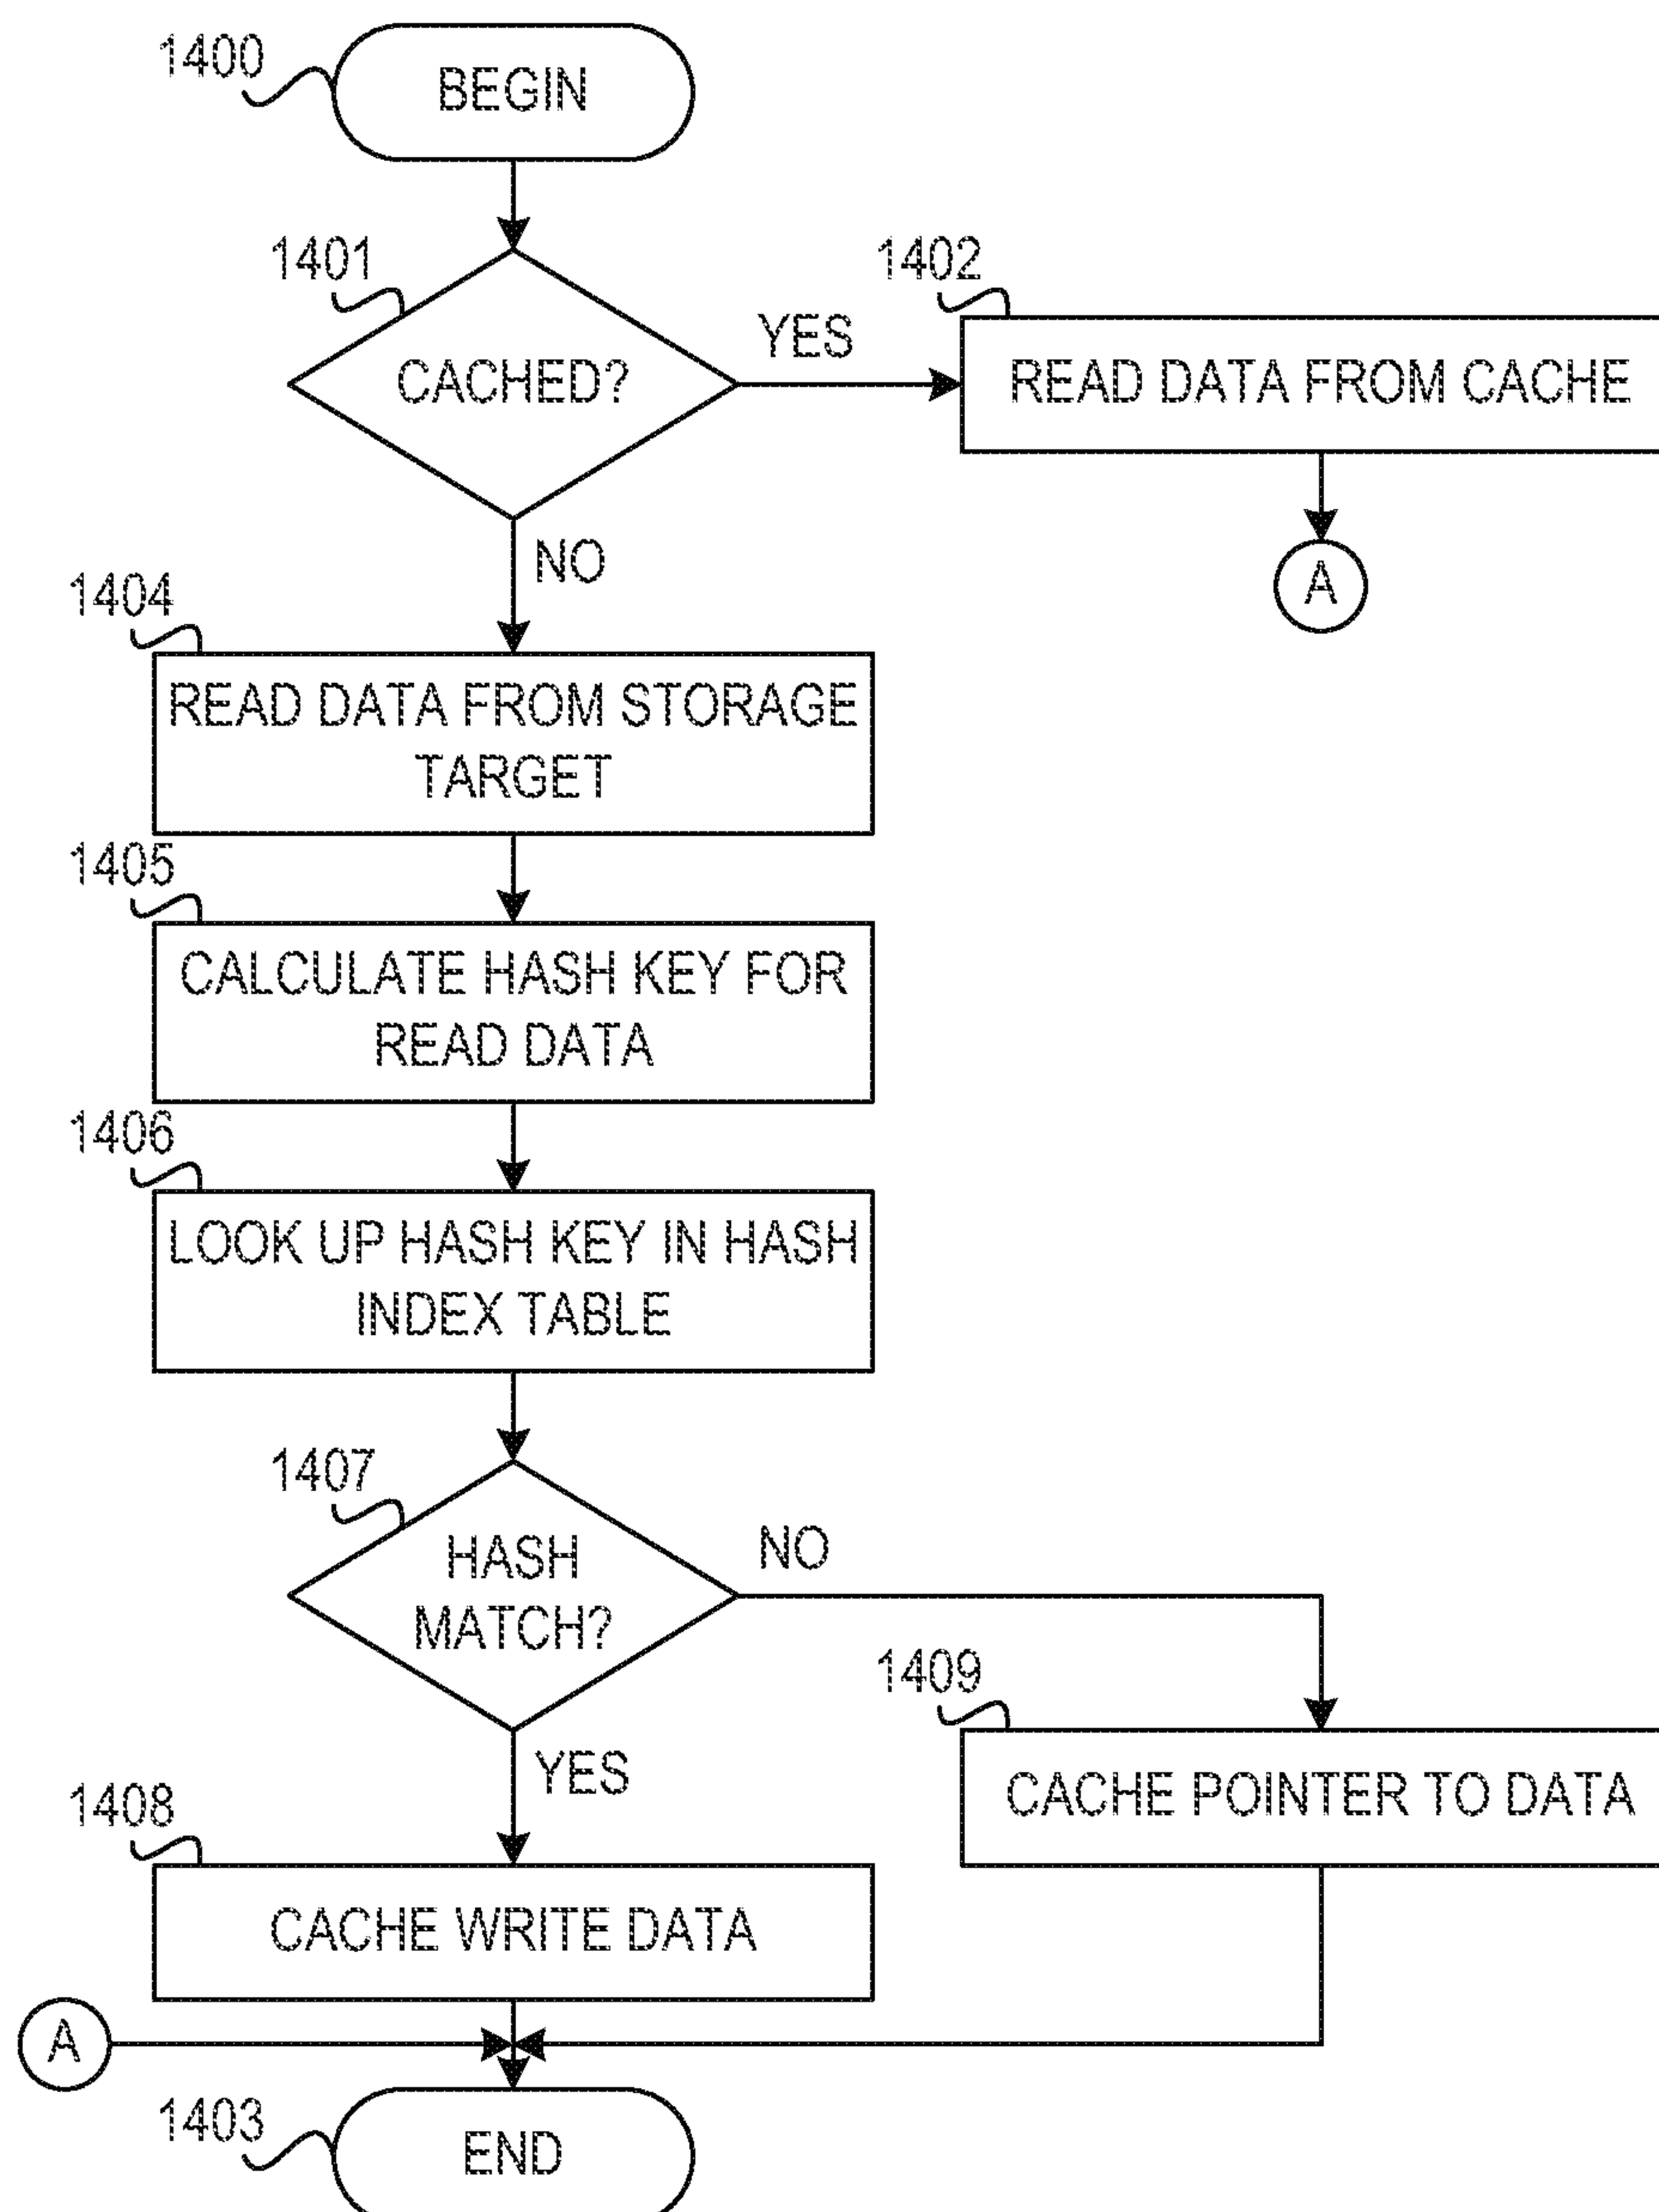 1400
BEGIN
1401
CACHED?
YES
1402
READ DATA FROM CACHE
A
NO
1404
READ DATA FROM STORAGE
TARGET
1405
CALCULATE HASH KEY FOR
READ DATA
1406
LOOK UP HASH KEY IN HASH
INDEX TABLE
1407
HASH
MATCH?
NO
1409
CACHE POINTER TO DATA
YES
1408
CACHE WRITE DATA
A
1403
END